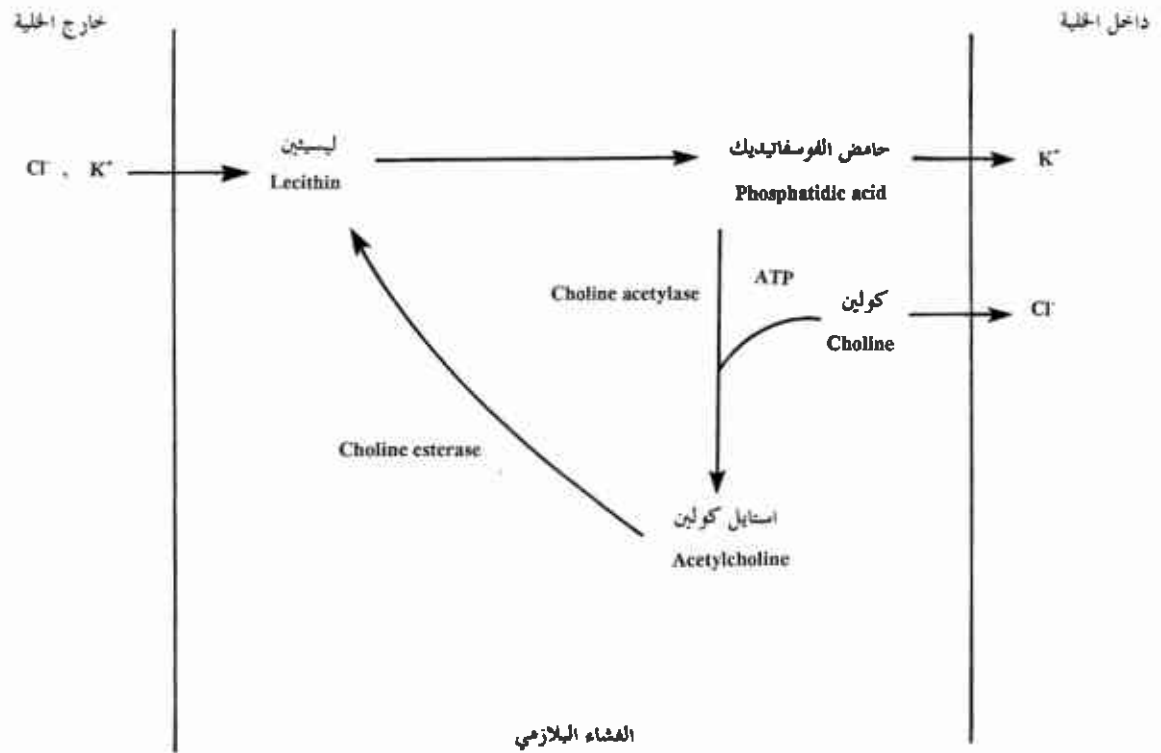 خارج الخلية
داخل الخلية
ليسيثين
Lecithin
حامض الفوسفاتيديك
Phosphatidic acid
Cl⁻ ، K⁺
K⁺
Choline acetylase
ATP
كولين
Choline
Cl⁻
Choline esterase
استايل كولين
Acetylcholine
الغشاء البلازمي